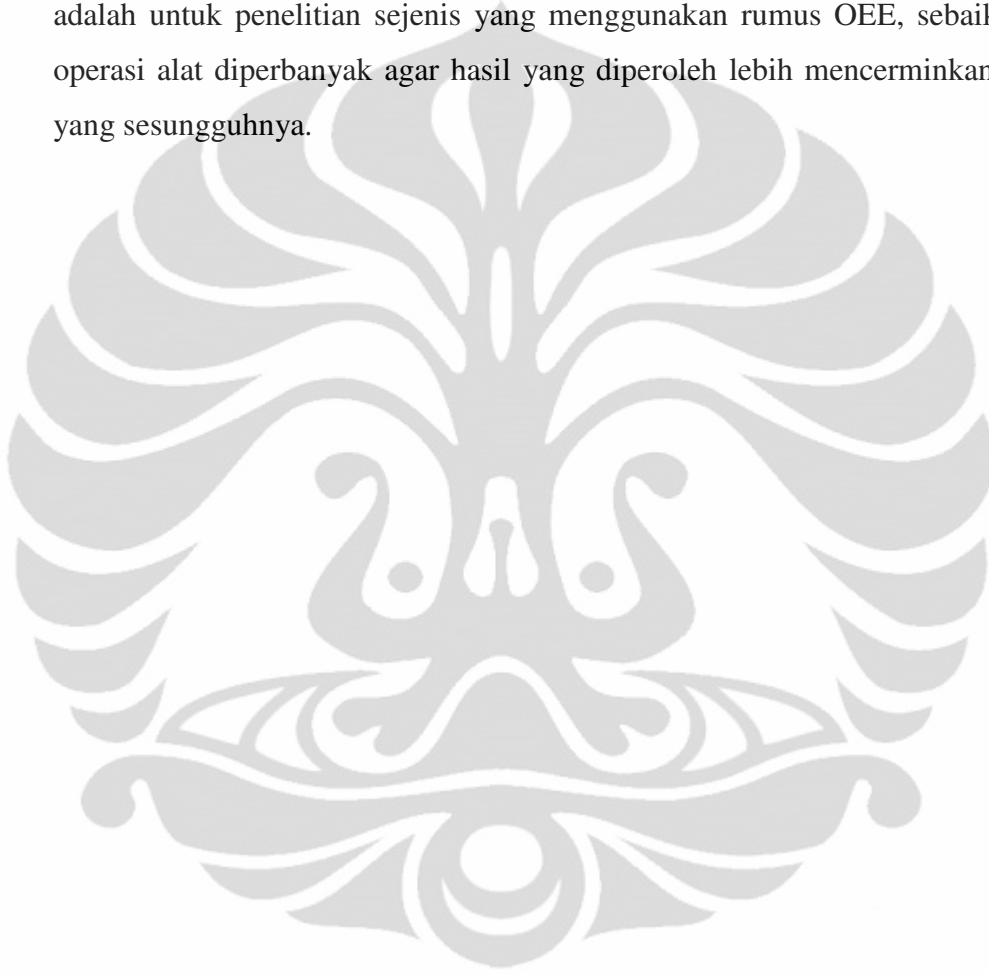 adalah untuk penelitian sejenis yang menggunakan rumus OEE, sebaik
operasi alat diperbanyak agar hasil yang diperoleh lebih mencerminkan
yang sesungguhnya.